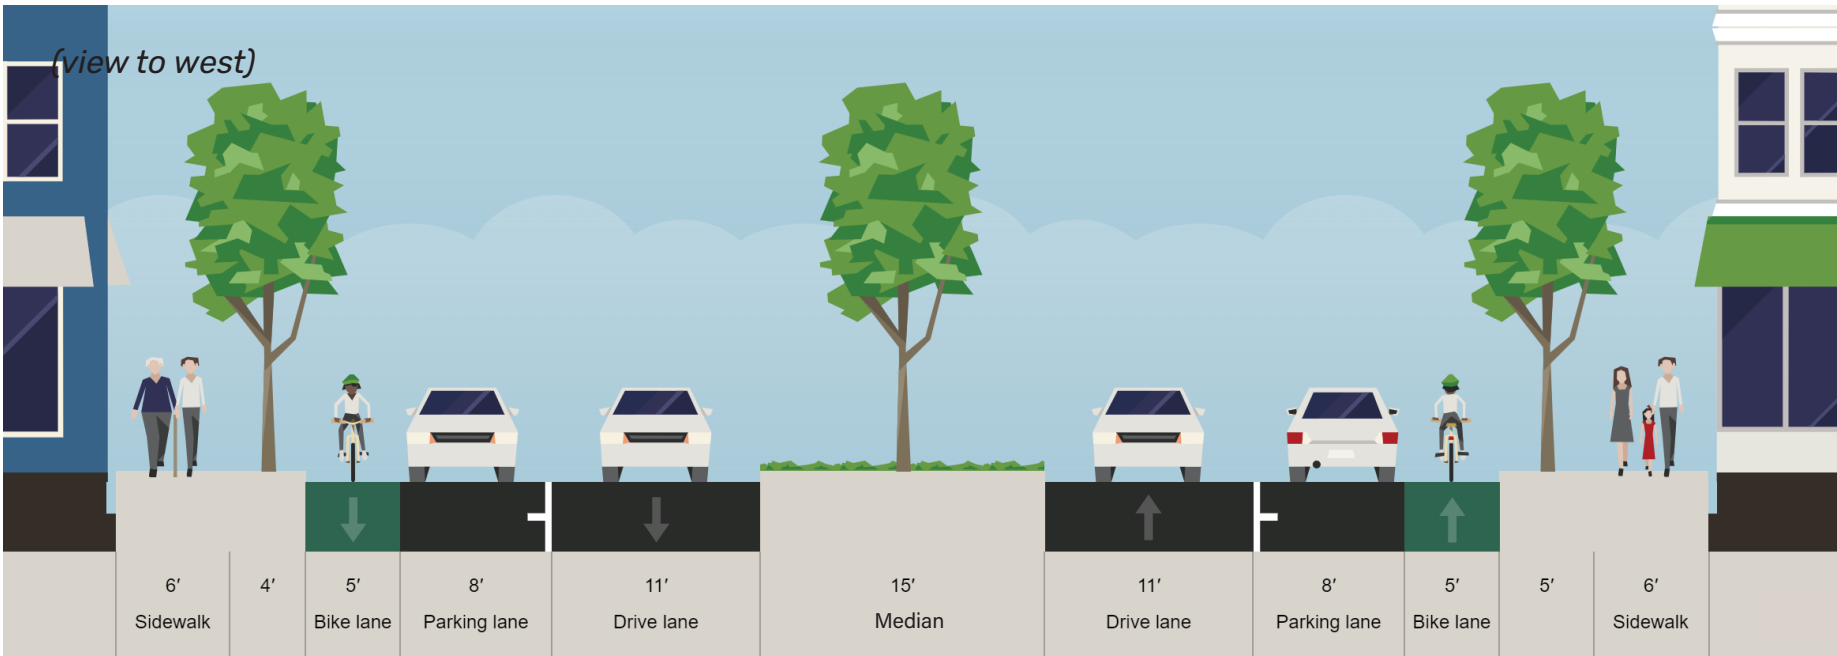 (view to west)
6′ 4′ 5′ 8′ 11′ 15′ 11′ 8′ 5′ 5′ 6′
Sidewalk Bike lane Parking lane Drive lane Median Drive lane Parking lane Bike lane Sidewalk